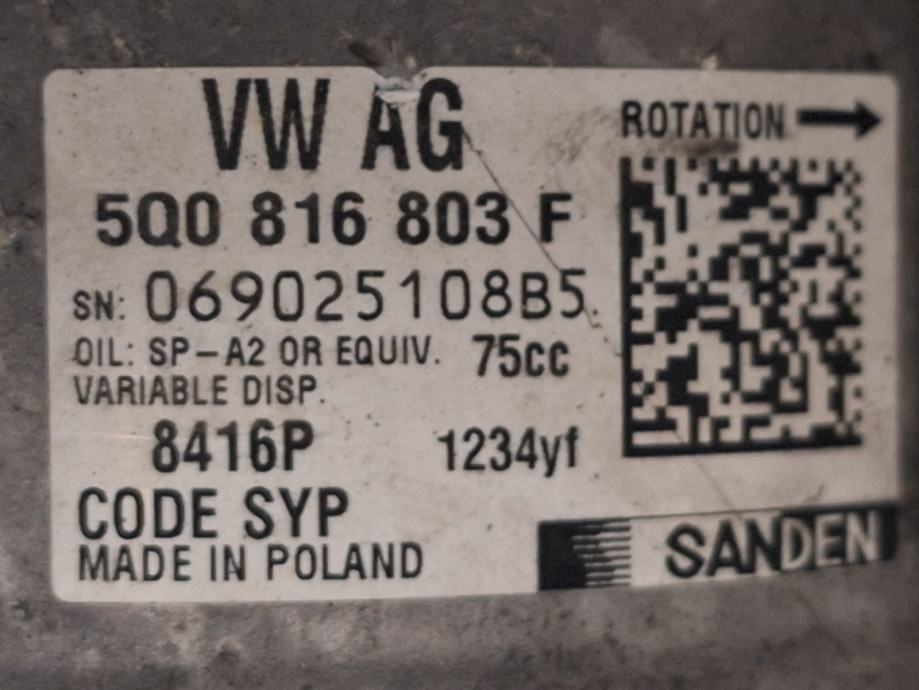 VW AG
ROTATION
5Q0 816 803 F
SN: 069025108B5.
OIL: SP-A2 OR EQUIV. 75cc
VARIABLE DISP.
8416P 1234yf
CODE SYP
MADE IN POLAND
SANDEN